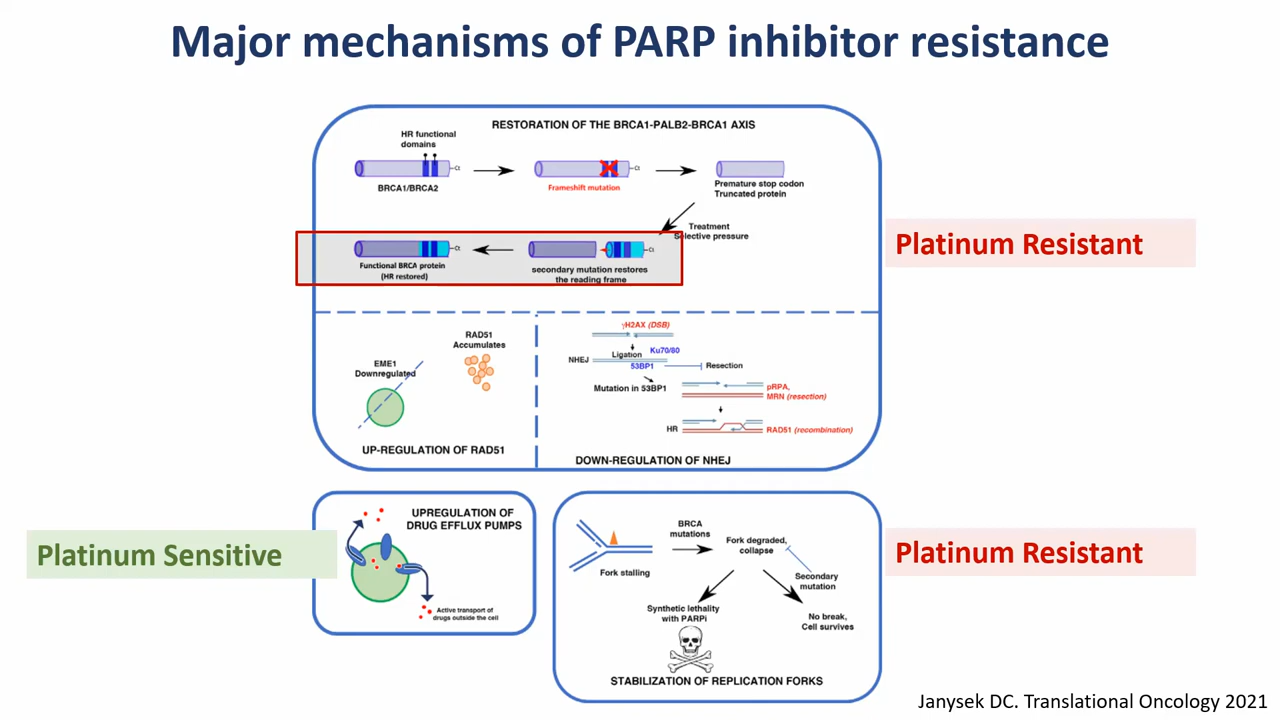 Major mechanisms of PARP inhibitor resistance
RESTORATION OF THE BRCA1-PALB2-BRCA1 AXIS
HR functional
domains
Ct
BRCA1/BRCA2
Ct
Frameshift mutation
Premature stop codon
Truncated protein
Treatment
Selective pressure
Ct
Functional BRCA protein
(HR restored)
Ct
secondary mutation restores
the reading frame
Platinum Resistant
EME1
Downregulated
RAD51
Accumulates
UP-REGULATION OF RAD51
γH2AX (DSB)
NHEJ
Ligation
Ku70/80
53BP1
Resection
Mutation in 53BP1
pRPA,
MRN (resection)
HR
RAD51 (recombination)
DOWN-REGULATION OF NHEJ
Platinum Sensitive
UPREGULATION OF
DRUG EFFLUX PUMPS
Active transport of
drugs outside the cell
Fork stalling
BRCA
mutations
Fork degraded,
collapse
Secondary
mutation
Synthetic lethality
with PARPi
No break,
Cell survives
STABILIZATION OF REPLICATION FORKS
Platinum Resistant
Janysek DC. Translational Oncology 2021